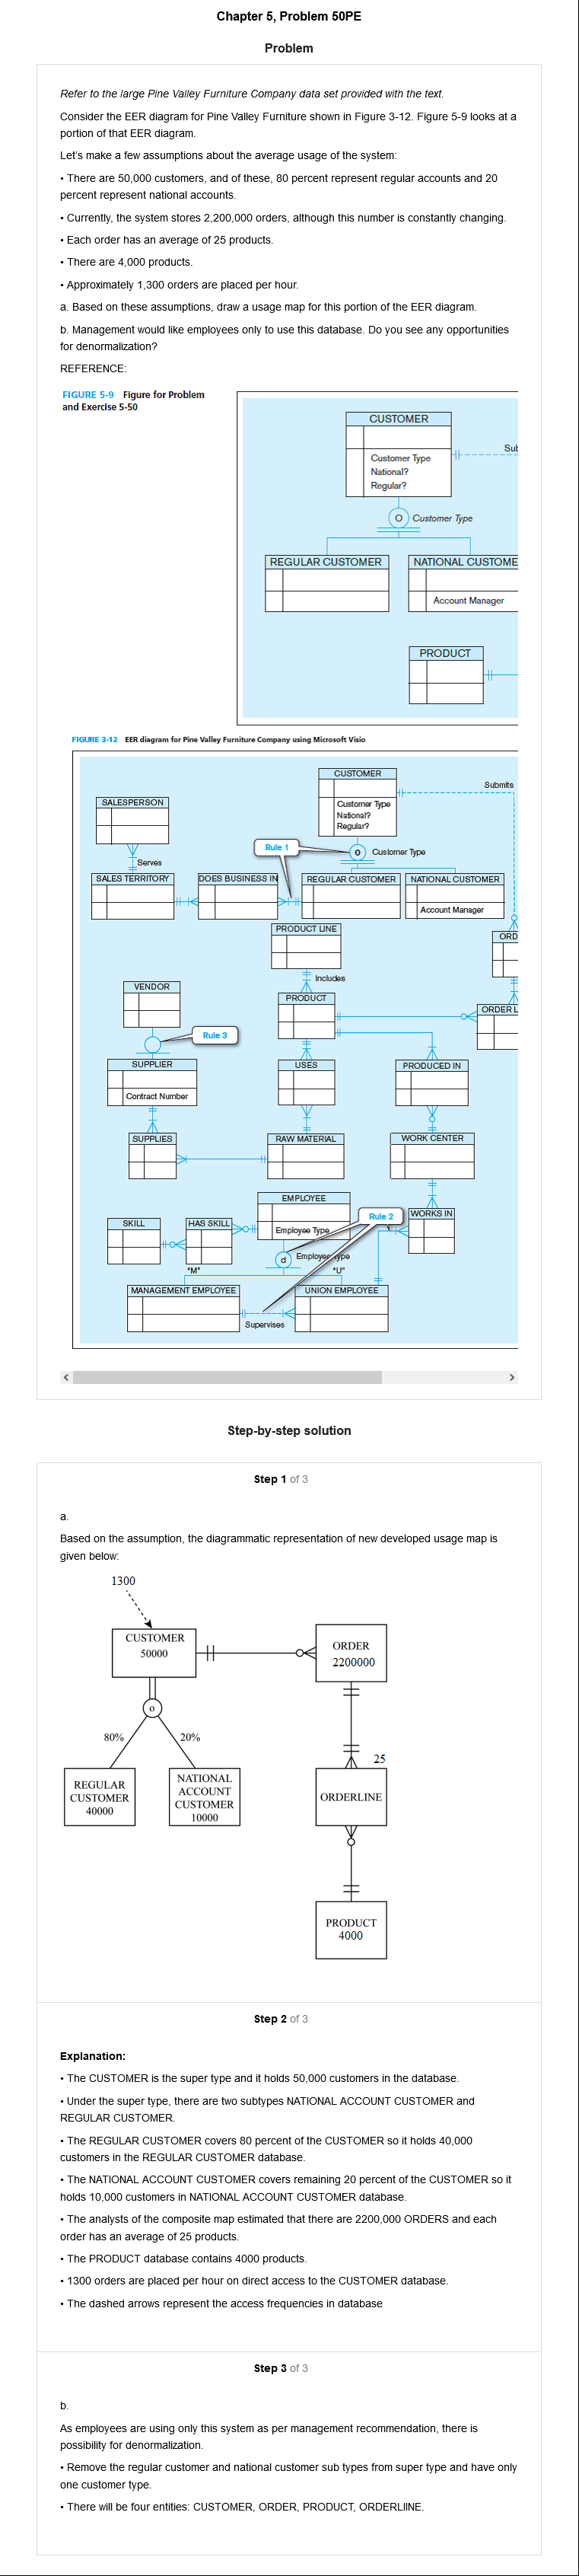 Chapter 5, Problem 50PE
Problem
Refer to the large Pine Valley Furniture Company data set provided with the text.
Consider the EER diagram for Pine Valley Furniture shown in Figure 3-12. Figure 5-9 looks at a
portion of that EER diagram.
Let's make a few assumptions about the average usage of the system:
• There are 50,000 customers, and of these, 80 percent represent regular accounts and 20
percent represent national accounts.
• Currently, the system stores 2,200,000 orders, although this number is constantly changing.
• Each order has an average of 25 products.
• There are 4,000 products.
• Approximately 1,300 orders are placed per hour.
a. Based on these assumptions, draw a usage map for this portion of the EER diagram.
b. Management would like employees only to use this database. Do you see any opportunities
for denormalization?
REFERENCE:
FIGURE 5-9 Figure for Problem
and Exercise 5-50
CUSTOMER
Sub
Customer Type
National?
Regular?
O Customer Type
REGULAR CUSTOMER
NATIONAL CUSTOME
Account Manager
PRODUCT
FIGURE 3-12 EER diagram for Pine Valley Furniture Company using Microsoft Visio
CUSTOMER
Submits
SALESPERSON
Customer Type
National?
Regular?
Rule 1
O Customer Type
Serves
SALES TERRITORY
DOES BUSINESS IN
REGULAR CUSTOMER
NATIONAL CUSTOMER
Account Manager
PRODUCT LINE
ORD
Includes
VENDOR
PRODUCT
ORDER L
Rule 3
SUPPLIER
USES
PRODUCED IN
Contract Number
SUPPLIES
RAW MATERIAL
WORK CENTER
EMPLOYEE
Rule 2
WORKS IN
SKILL
HAS SKILL
Employee Type
d Employee Type
"M"
"U"
MANAGEMENT EMPLOYEE
UNION EMPLOYEE
Supervises
Step-by-step solution
Step 1 of 3
a.
Based on the assumption, the diagrammatic representation of new developed usage map is
given below:
1300
CUSTOMER
50000
ORDER
2200000
o
80%
20%
25
REGULAR
CUSTOMER
40000
NATIONAL
ACCOUNT
CUSTOMER
10000
ORDERLINE
PRODUCT
4000
Step 2 of 3
Explanation:
• The CUSTOMER is the super type and it holds 50,000 customers in the database.
• Under the super type, there are two subtypes NATIONAL ACCOUNT CUSTOMER and
REGULAR CUSTOMER.
• The REGULAR CUSTOMER covers 80 percent of the CUSTOMER so it holds 40,000
customers in the REGULAR CUSTOMER database.
• The NATIONAL ACCOUNT CUSTOMER covers remaining 20 percent of the CUSTOMER so it
holds 10,000 customers in NATIONAL ACCOUNT CUSTOMER database.
• The analysts of the composite map estimated that there are 2200,000 ORDERS and each
order has an average of 25 products.
• The PRODUCT database contains 4000 products.
• 1300 orders are placed per hour on direct access to the CUSTOMER database.
• The dashed arrows represent the access frequencies in database
Step 3 of 3
b.
As employees are using only this system as per management recommendation, there is
possibility for denormalization.
• Remove the regular customer and national customer sub types from super type and have only
one customer type.
• There will be four entities: CUSTOMER, ORDER, PRODUCT, ORDERLIINE.